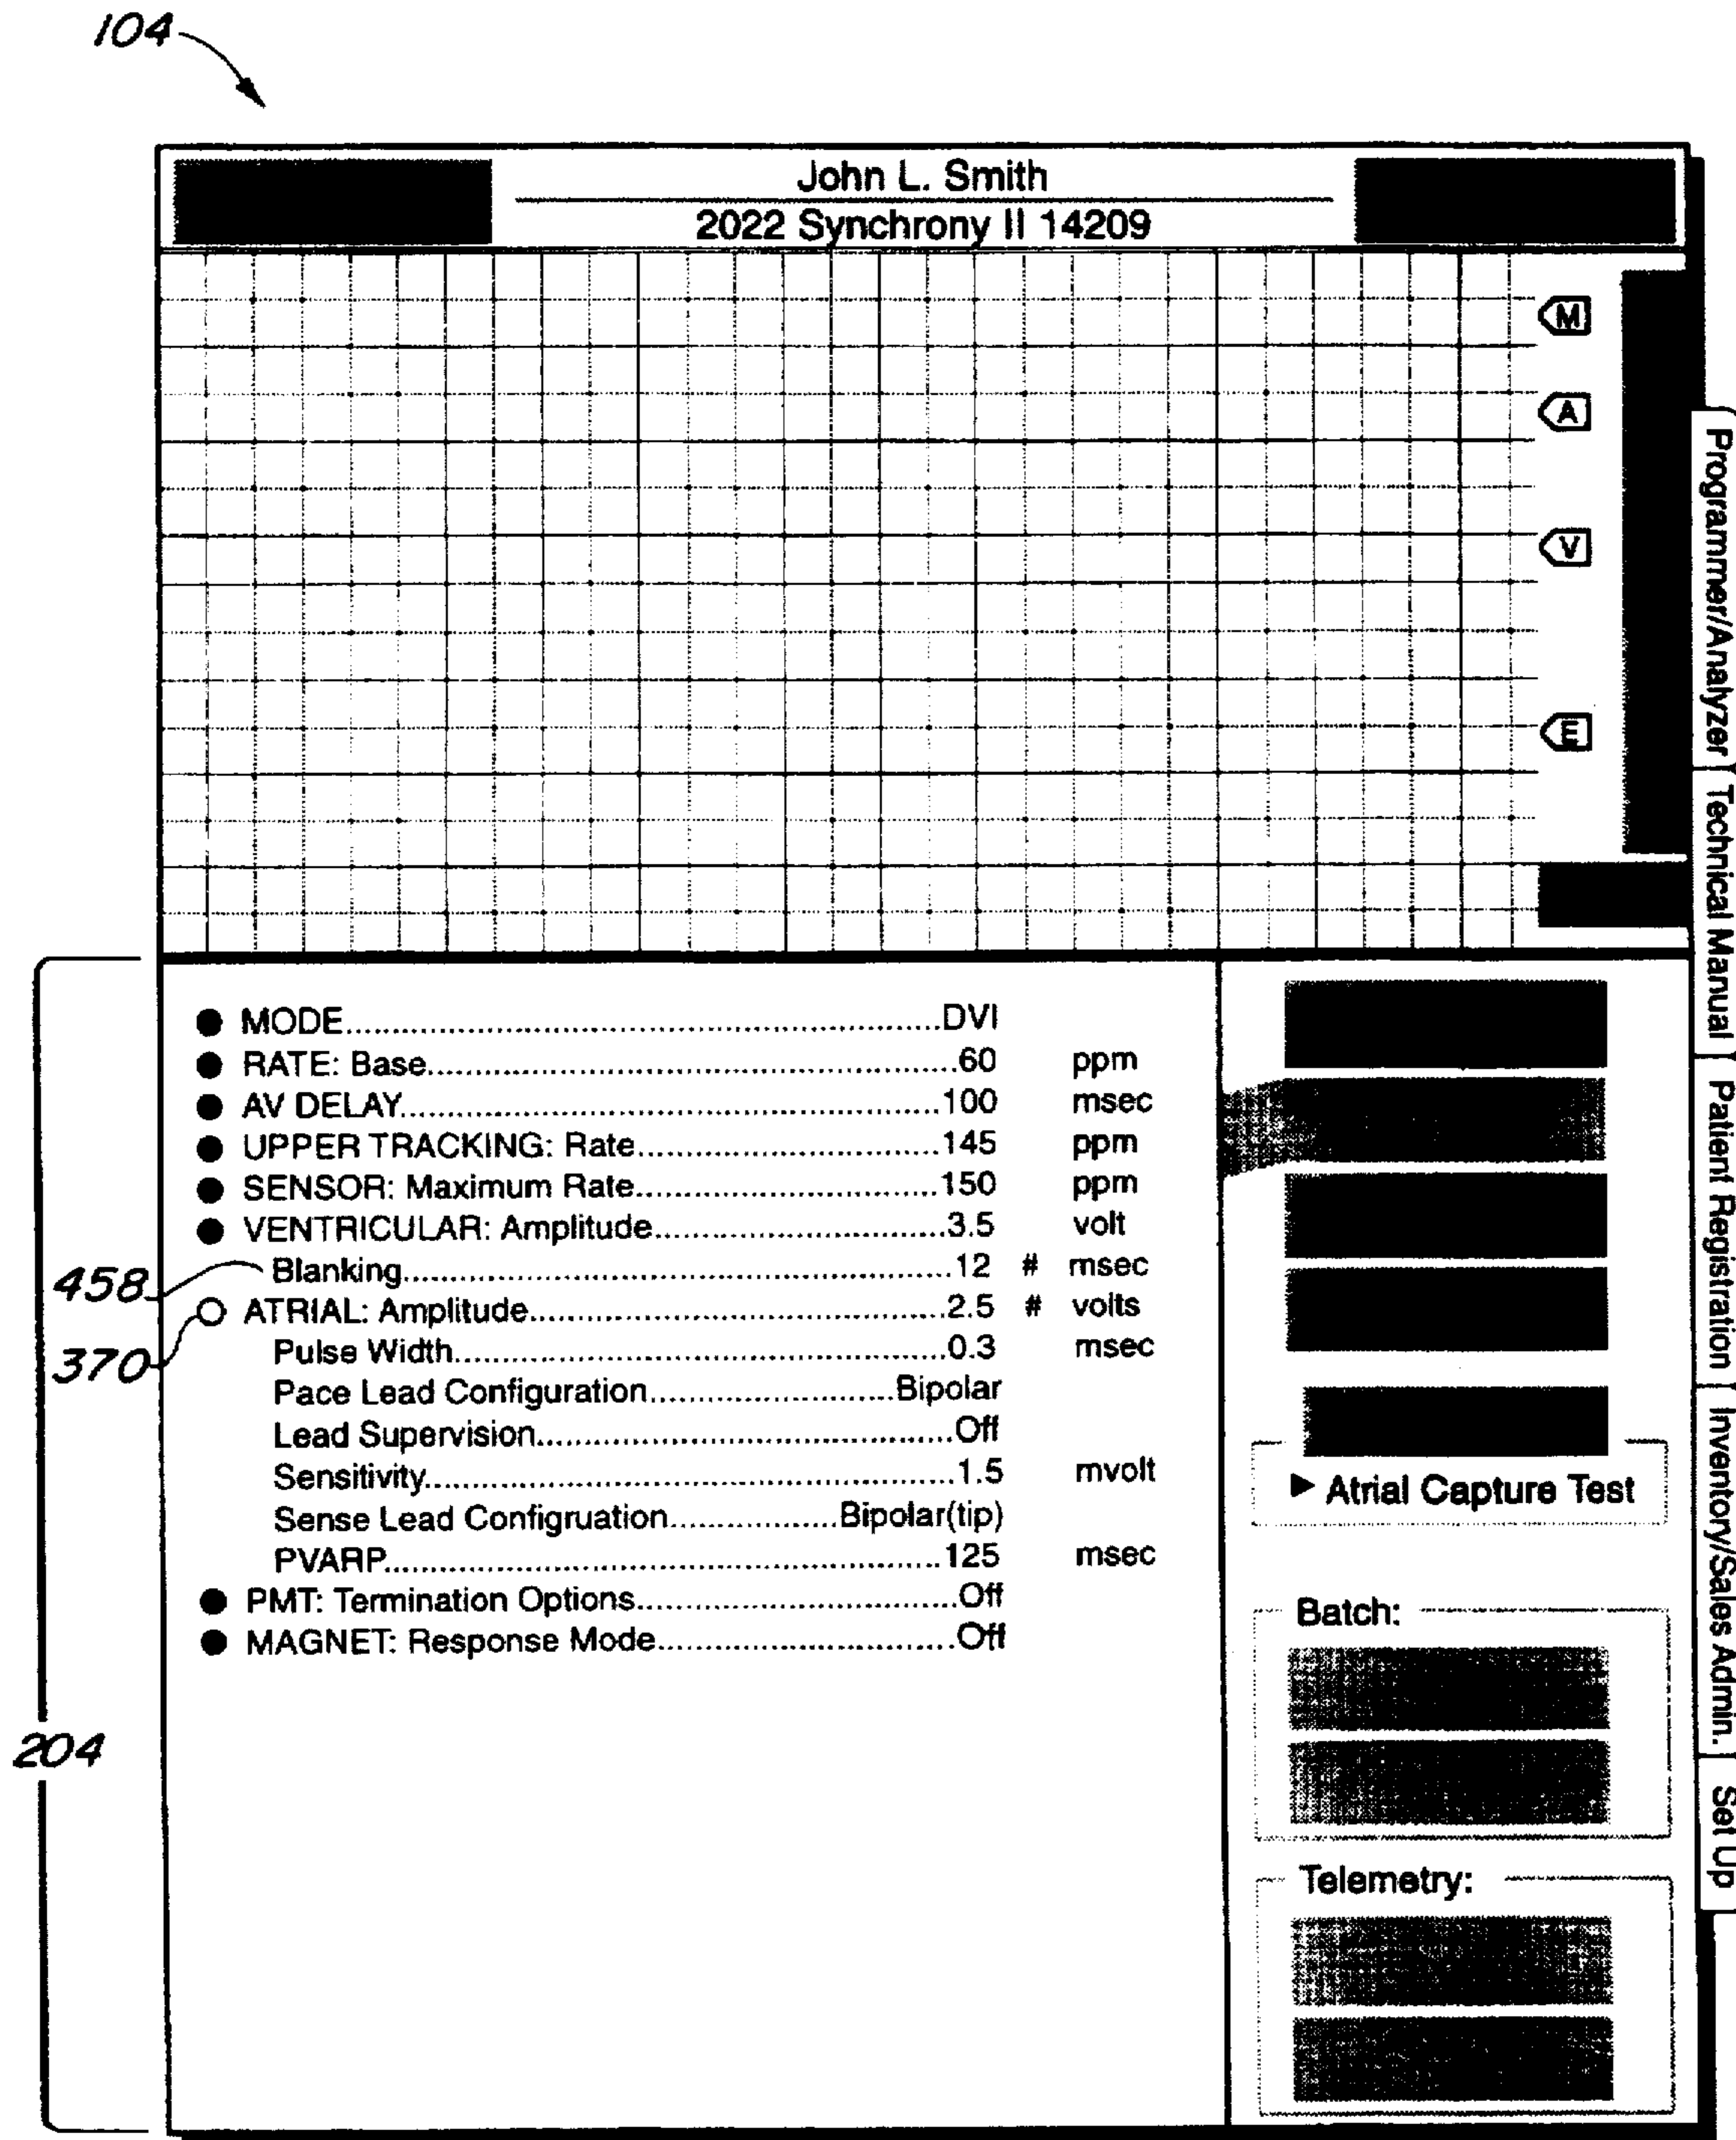 104
John L. Smith
2022 Synchrony II 14209
M
A
V
E
Programmer/Analyzer
Technical Manual
Patient Registration
Inventory/Sales Admin.
Set Up
204
● MODE................DVI
● RATE: Base................60 ppm
● AV DELAY................100 msec
● UPPER TRACKING: Rate................145 ppm
● SENSOR: Maximum Rate................150 ppm
● VENTRICULAR: Amplitude................3.5 volt
458 Blanking................12 # msec
370 ○ ATRIAL: Amplitude................2.5 # volts
Pulse Width................0.3 msec
Pace Lead Configuration................Bipolar
Lead Supervision................Off
Sensitivity................1.5 mvolt
Sense Lead Configruation................Bipolar(tip)
PVARP................125 msec
● PMT: Termination Options................Off
● MAGNET: Response Mode................Off
▶ Atrial Capture Test
Batch:
Telemetry: